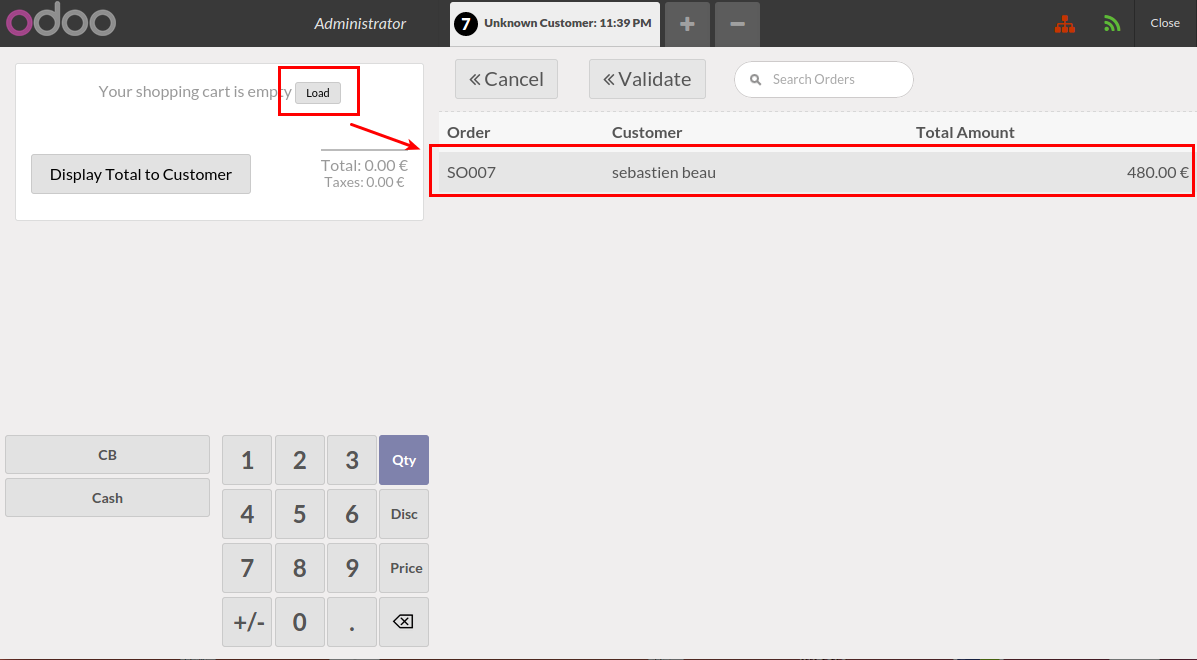 odoo
Administrator
7 Unknown Customer: 11:39 PM
Close
Your shopping cart is empty Load
Total: 0.00 €
Taxes: 0.00 €
Display Total to Customer
Cancel
Validate
Search Orders
Order Customer Total Amount
SO007 sebastien beau 480.00 €
CB
Cash
1 2 3 Qty
4 5 6 Disc
7 8 9 Price
+/- 0 .